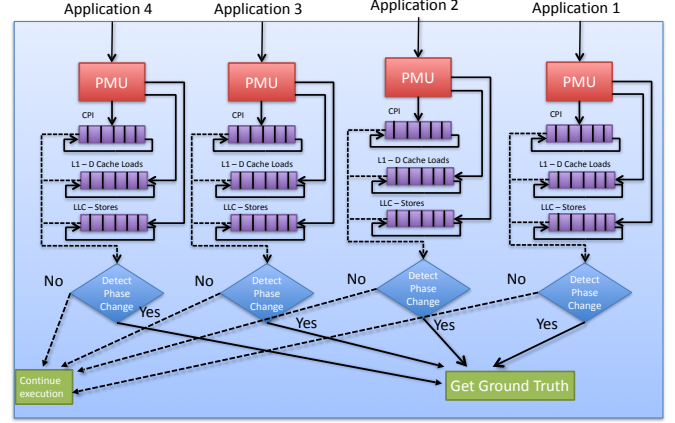 Application 4
Application 3
Application 2
Application 1
PMU
PMU
PMU
PMU
CPI
CPI
CPI
CPI
L1 – D Cache Loads
L1 – D Cache Loads
L1 – D Cache Loads
L1 – D Cache Loads
LLC – Stores
LLC – Stores
LLC – Stores
LLC – Stores
No
Detect
Phase
Change
Yes
No
Detect
Phase
Change
Yes
No
Detect
Phase
Change
Yes
No
Detect
Phase
Change
Yes
Continue
execution
Get Ground Truth